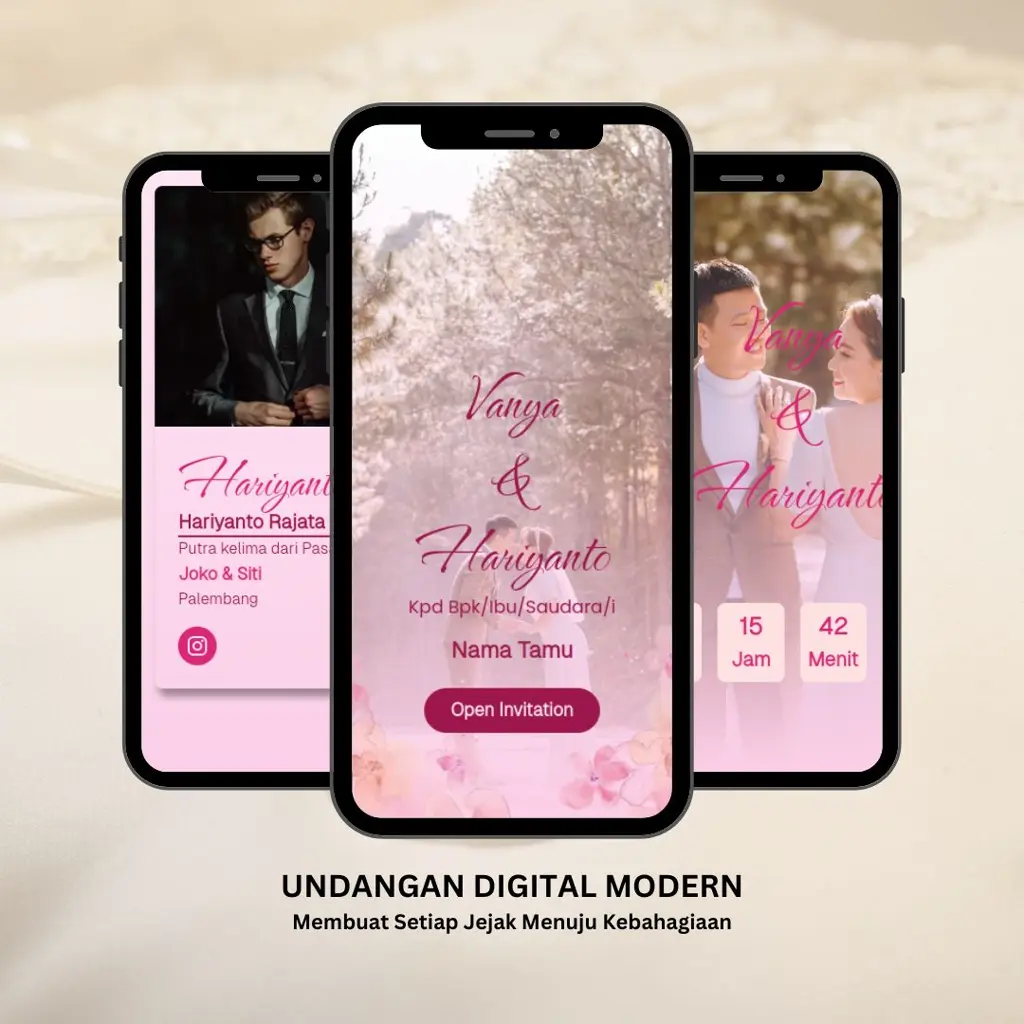 Hariyant
Hariyanto Rajata
Putra kelima dari Pas
Joko & Siti
Palembang
Vanya
&
Hariyanto
Kpd Bpk/Ibu/Saudara/i
Nama Tamu
Open Invitation
Vanya
&
Hariyanto
15 42
Jam Menit
UNDANGAN DIGITAL MODERN
Membuat Setiap Jejak Menuju Kebahagiaan